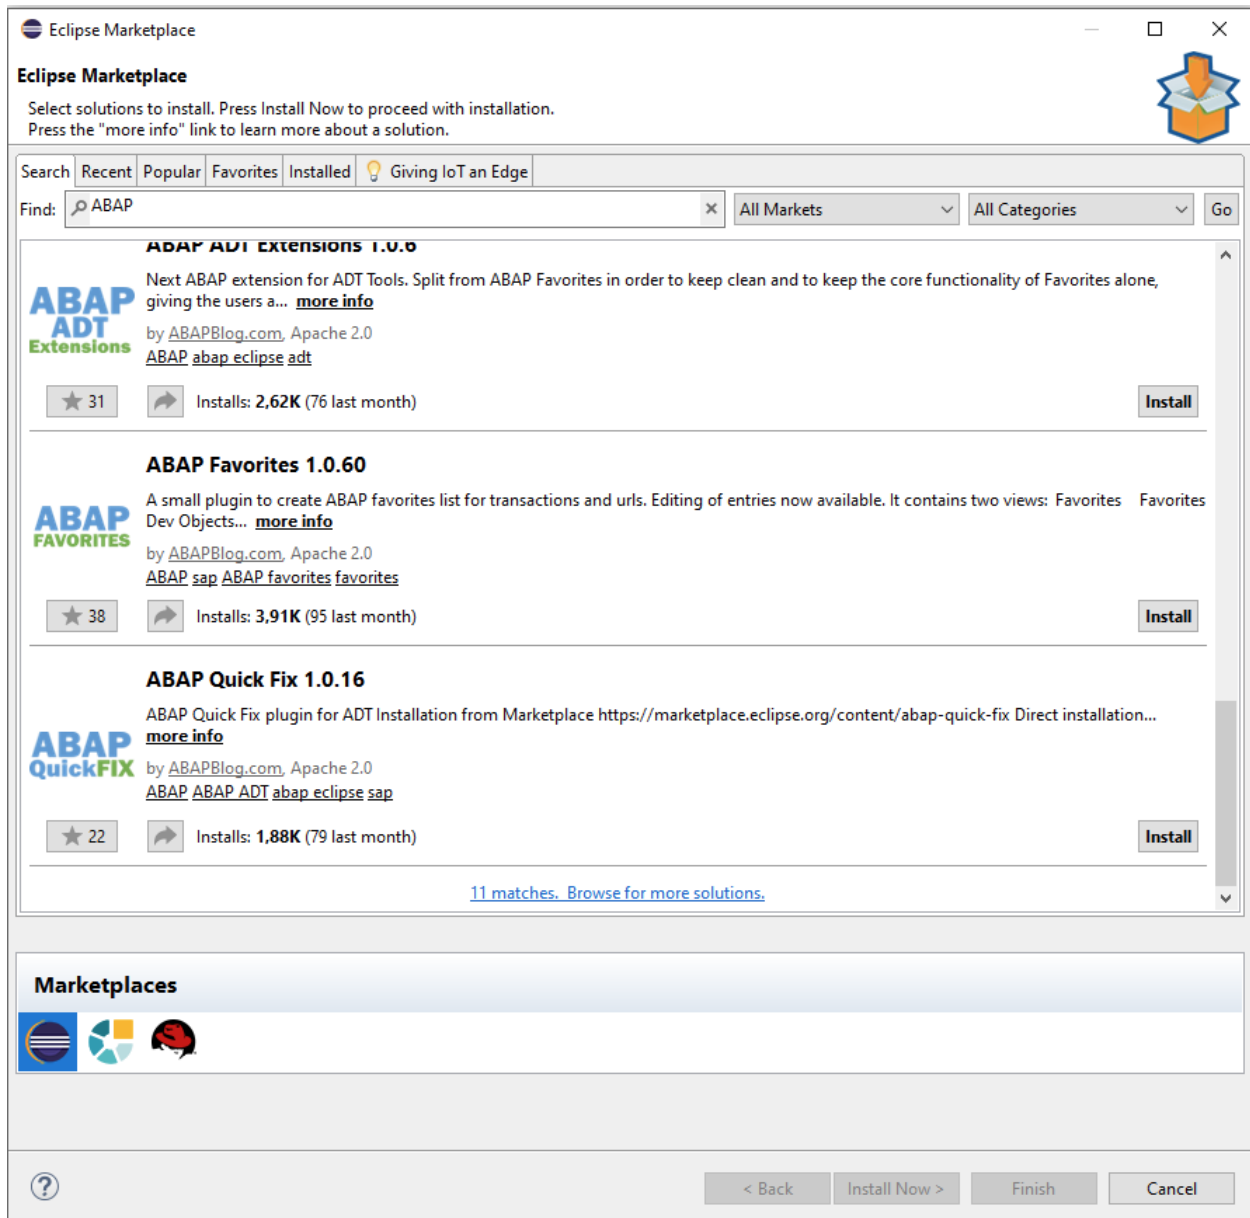 Eclipse Marketplace
Eclipse Marketplace
Select solutions to install. Press Install Now to proceed with installation.
Press the "more info" link to learn more about a solution.
Search Recent Popular Favorites Installed Giving IoT an Edge
Find: ABAP All Markets All Categories Go
ABAP ADT Extensions 1.0.6
Next ABAP extension for ADT Tools. Split from ABAP Favorites in order to keep clean and to keep the core functionality of Favorites alone,
giving the users a... more info
ABAP
ADT
Extensions
by ABAPBlog.com, Apache 2.0
ABAP abap eclipse adt
31 Installs: 2,62K (76 last month) Install
ABAP Favorites 1.0.60
A small plugin to create ABAP favorites list for transactions and urls. Editing of entries now available. It contains two views: Favorites Favorites
Dev Objects... more info
ABAP
FAVORITES
by ABAPBlog.com, Apache 2.0
ABAP sap ABAP favorites favorites
38 Installs: 3,91K (95 last month) Install
ABAP Quick Fix 1.0.16
ABAP Quick Fix plugin for ADT Installation from Marketplace https://marketplace.eclipse.org/content/abap-quick-fix Direct installation...
more info
ABAP
QuickFIX
by ABAPBlog.com, Apache 2.0
ABAP ABAP ADT abap eclipse sap
22 Installs: 1,88K (79 last month) Install
11 matches. Browse for more solutions.
Marketplaces
? < Back Install Now > Finish Cancel